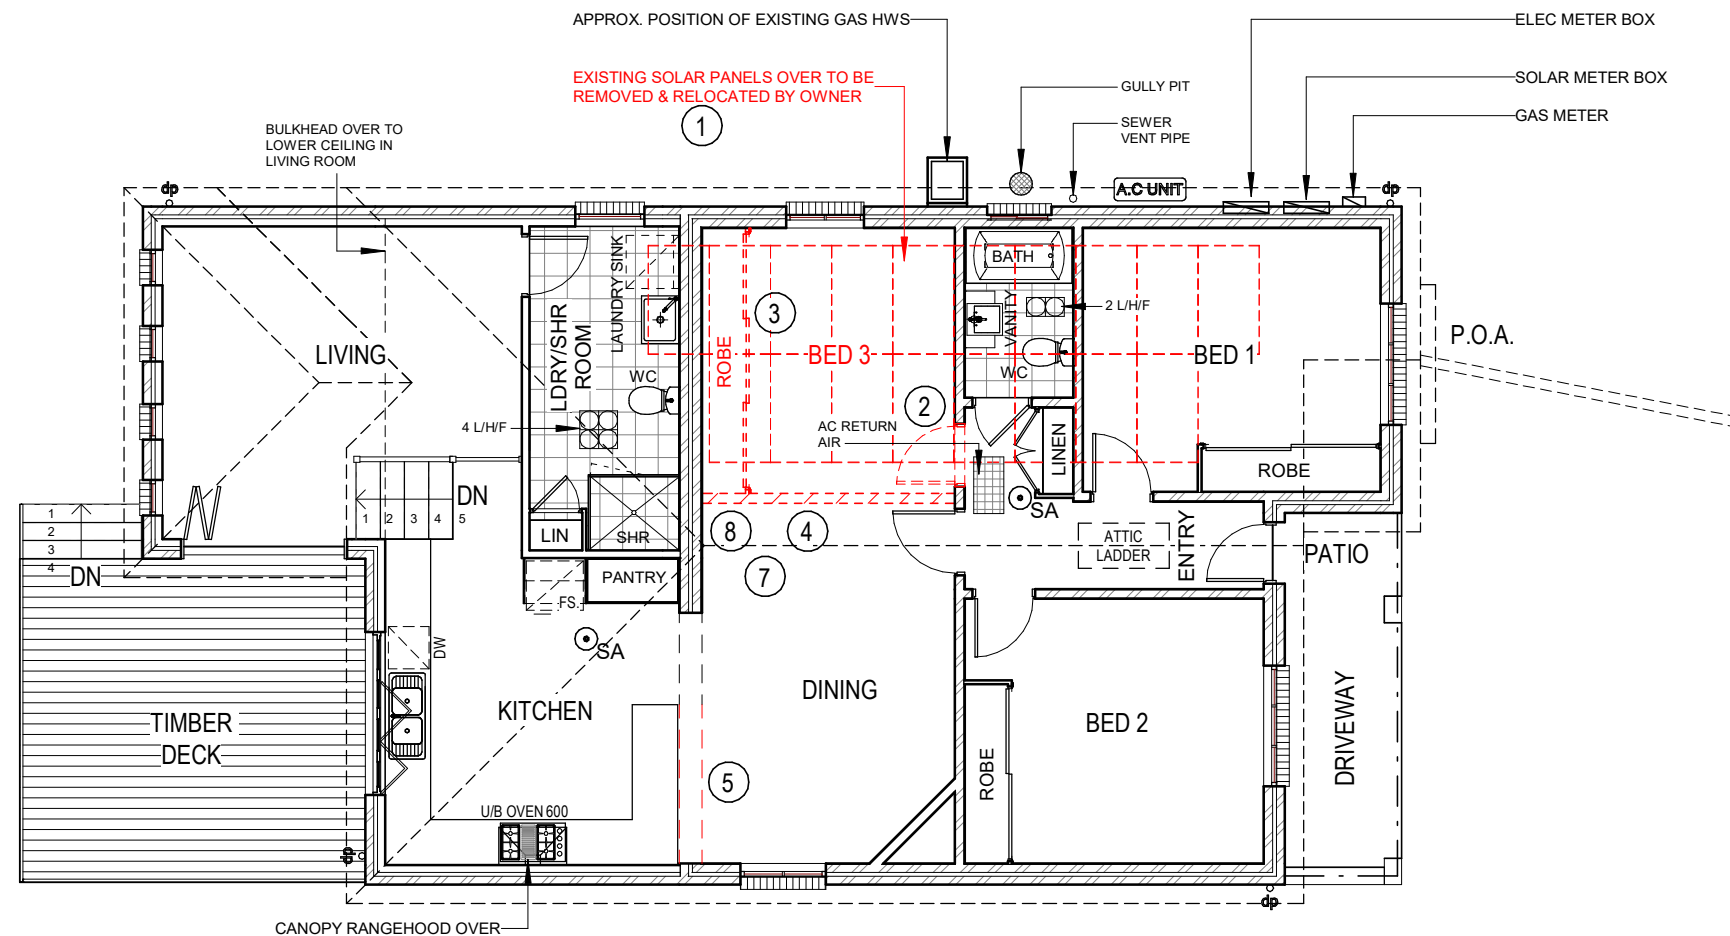 APPROX. POSITION OF EXISTING GAS HWS
ELEC METER BOX
EXISTING SOLAR PANELS OVER TO BE
REMOVED & RELOCATED BY OWNER
SOLAR METER BOX
GULLY PIT
GAS METER
1
SEWER
VENT PIPE
BULKHEAD OVER TO
LOWER CEILING IN
LIVING ROOM
dp
A.C UNIT
dp
LAUNDRY SINK
BATH
3
2 L/H/F
VANITY
P.O.A.
LIVING
LDRY/SHR
ROOM
ROBE
BED 3
BED 1
WC
WC
2
4 L/H/F
AC RETURN
AIR
LINEN
ROBE
DN
SA
1
2
3
4
5
1
2
3
4
DN
LIN
SHR
8
4
ATTIC
LADDER
ENTRY
PATIO
7
PANTRY
FS.
DW
SA
DINING
KITCHEN
BED 2
TIMBER
DECK
DRIVEWAY
5
ROBE
U/B OVEN 600
dp
dp
CANOPY RANGEHOOD OVER